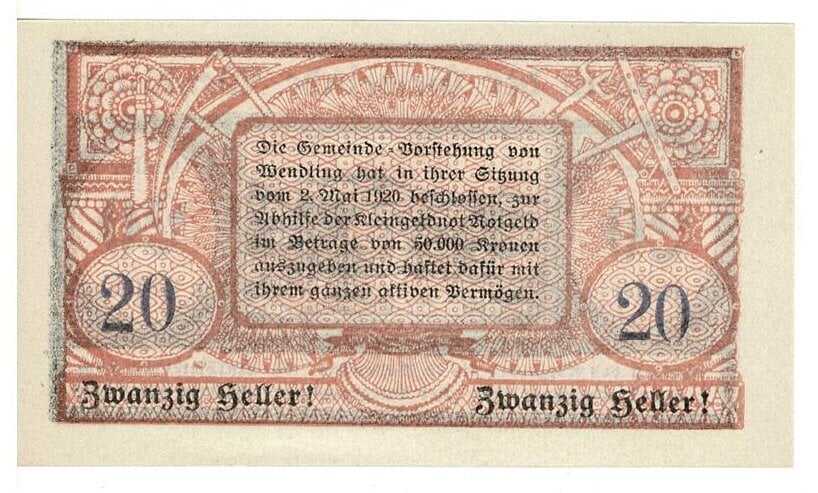 Die Gemeinde-Vorstehung von
Wendling hat in ihrer Sitzung
vom 2. Mai 1920 beschlossen, zur
Abhilfe der Kleingeldnot Notgeld
im Betrage von 50.000 Kronen
auszugeben und haftet dafür mit
ihrem ganzen aktiven Vermögen.
20
20
Zwanzig Heller!
Zwanzig Heller!